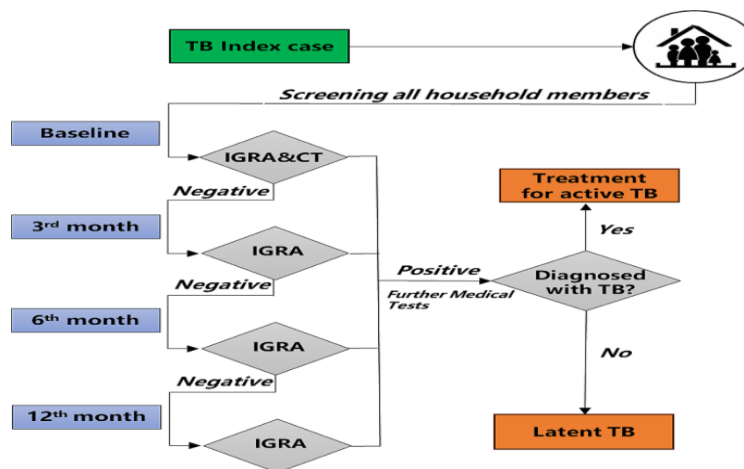 TB Index case
Screening all household members
Baseline
IGRA&CT
Negative
3rd month
IGRA
Negative
6th month
IGRA
Negative
12th month
IGRA
Positive
Further Medical
Tests
Diagnosed
with TB?
Yes
Treatment
for active TB
No
Latent TB